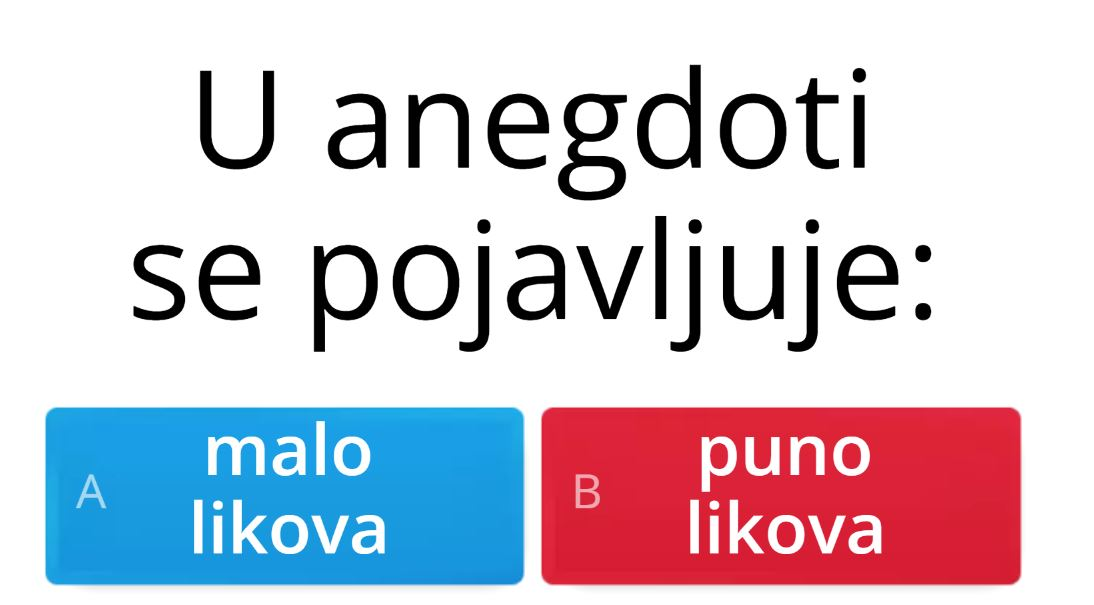 U anegdoti
se pojavljuje:
A
malo
likova
B
puno
likova